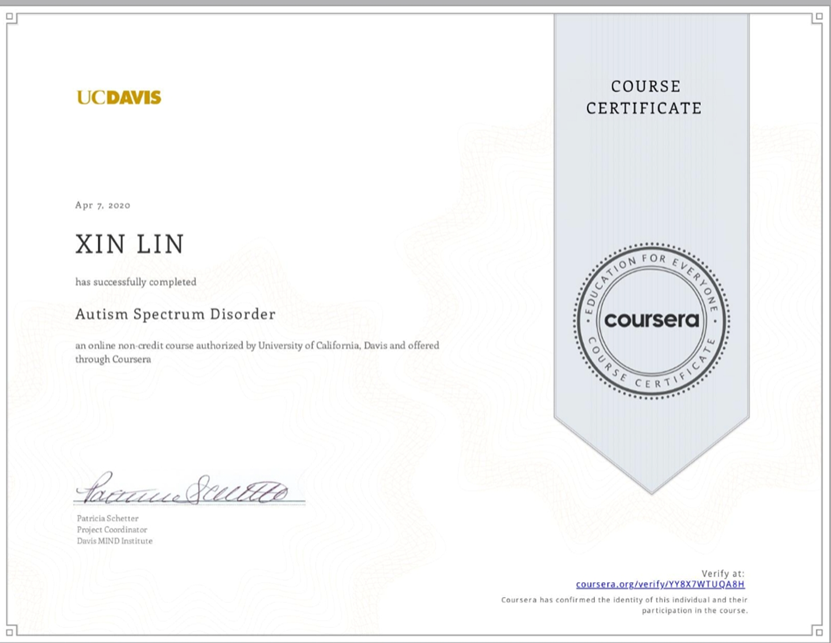 UCDAVIS
COURSE
CERTIFICATE
Apr 7, 2020
XIN LIN
has successfully completed
Autism Spectrum Disorder
an online non-credit course authorized by University of California, Davis and offered
through Coursera
EDUCATION FOR EVERYONE
coursera
COURSE CERTIFICATE
Patricia Schetter
Patricia Schetter
Project Coordinator
Davis MIND Institute
Verify at:
coursera.org/verify/YY8X7WTUQA8H
Coursera has confirmed the identity of this individual and their
participation in the course.